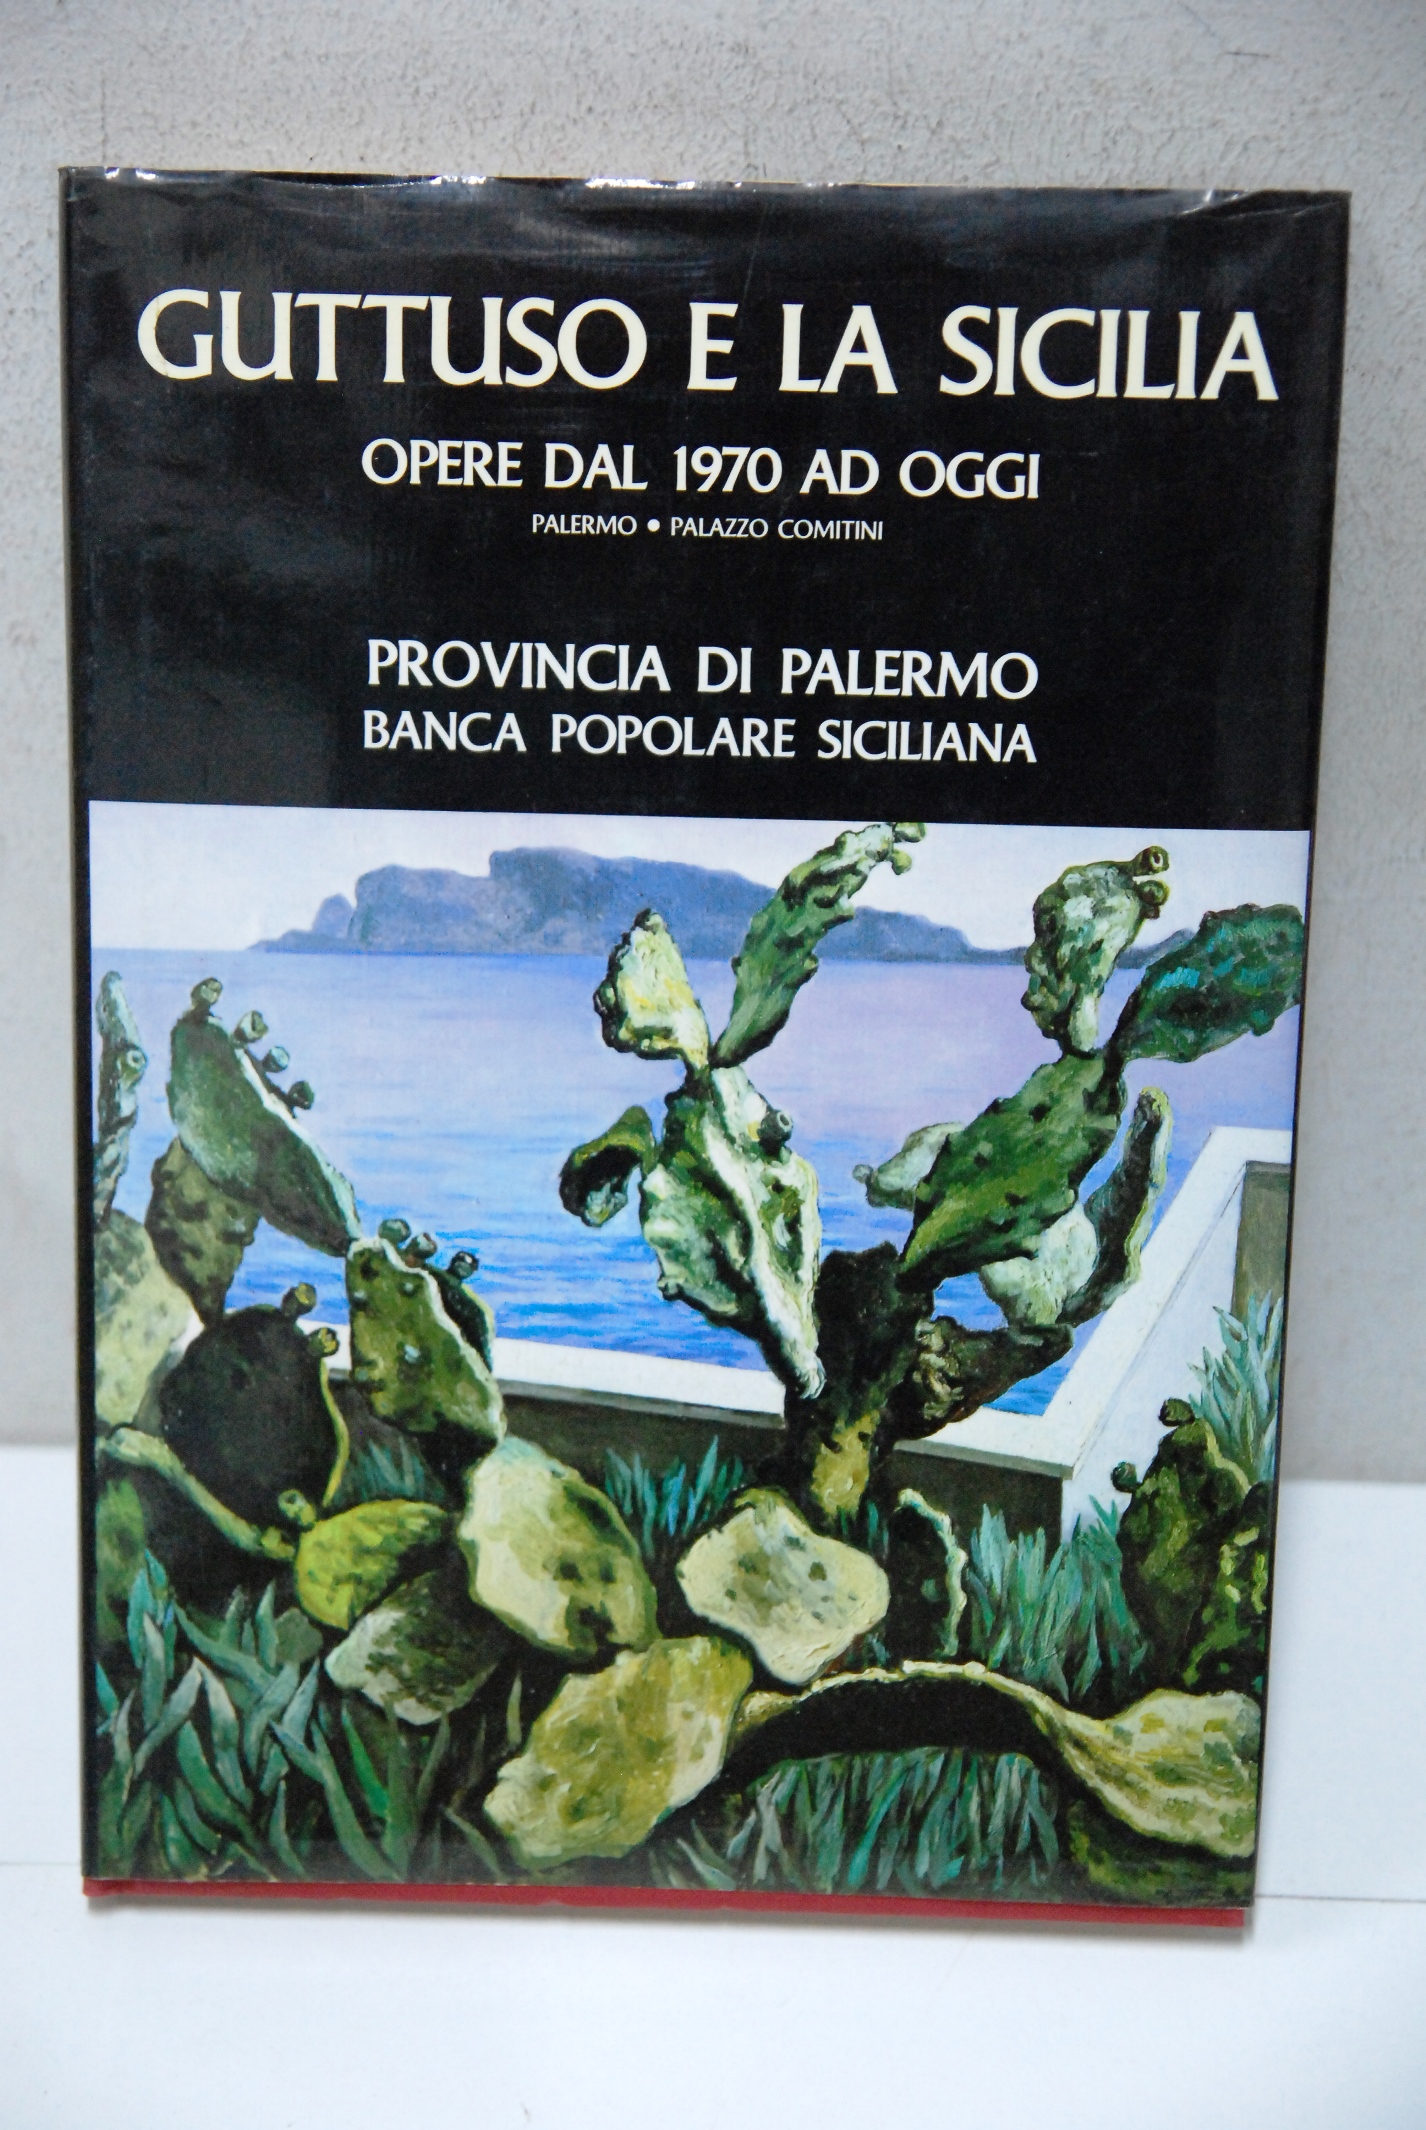 GUTTUSO E LA SICILIA
OPERE DAL 1970 AD OGGI
PALERMO • PALAZZO COMITINI
PROVINCIA DI PALERMO
BANCA POPOLARE SICILIANA